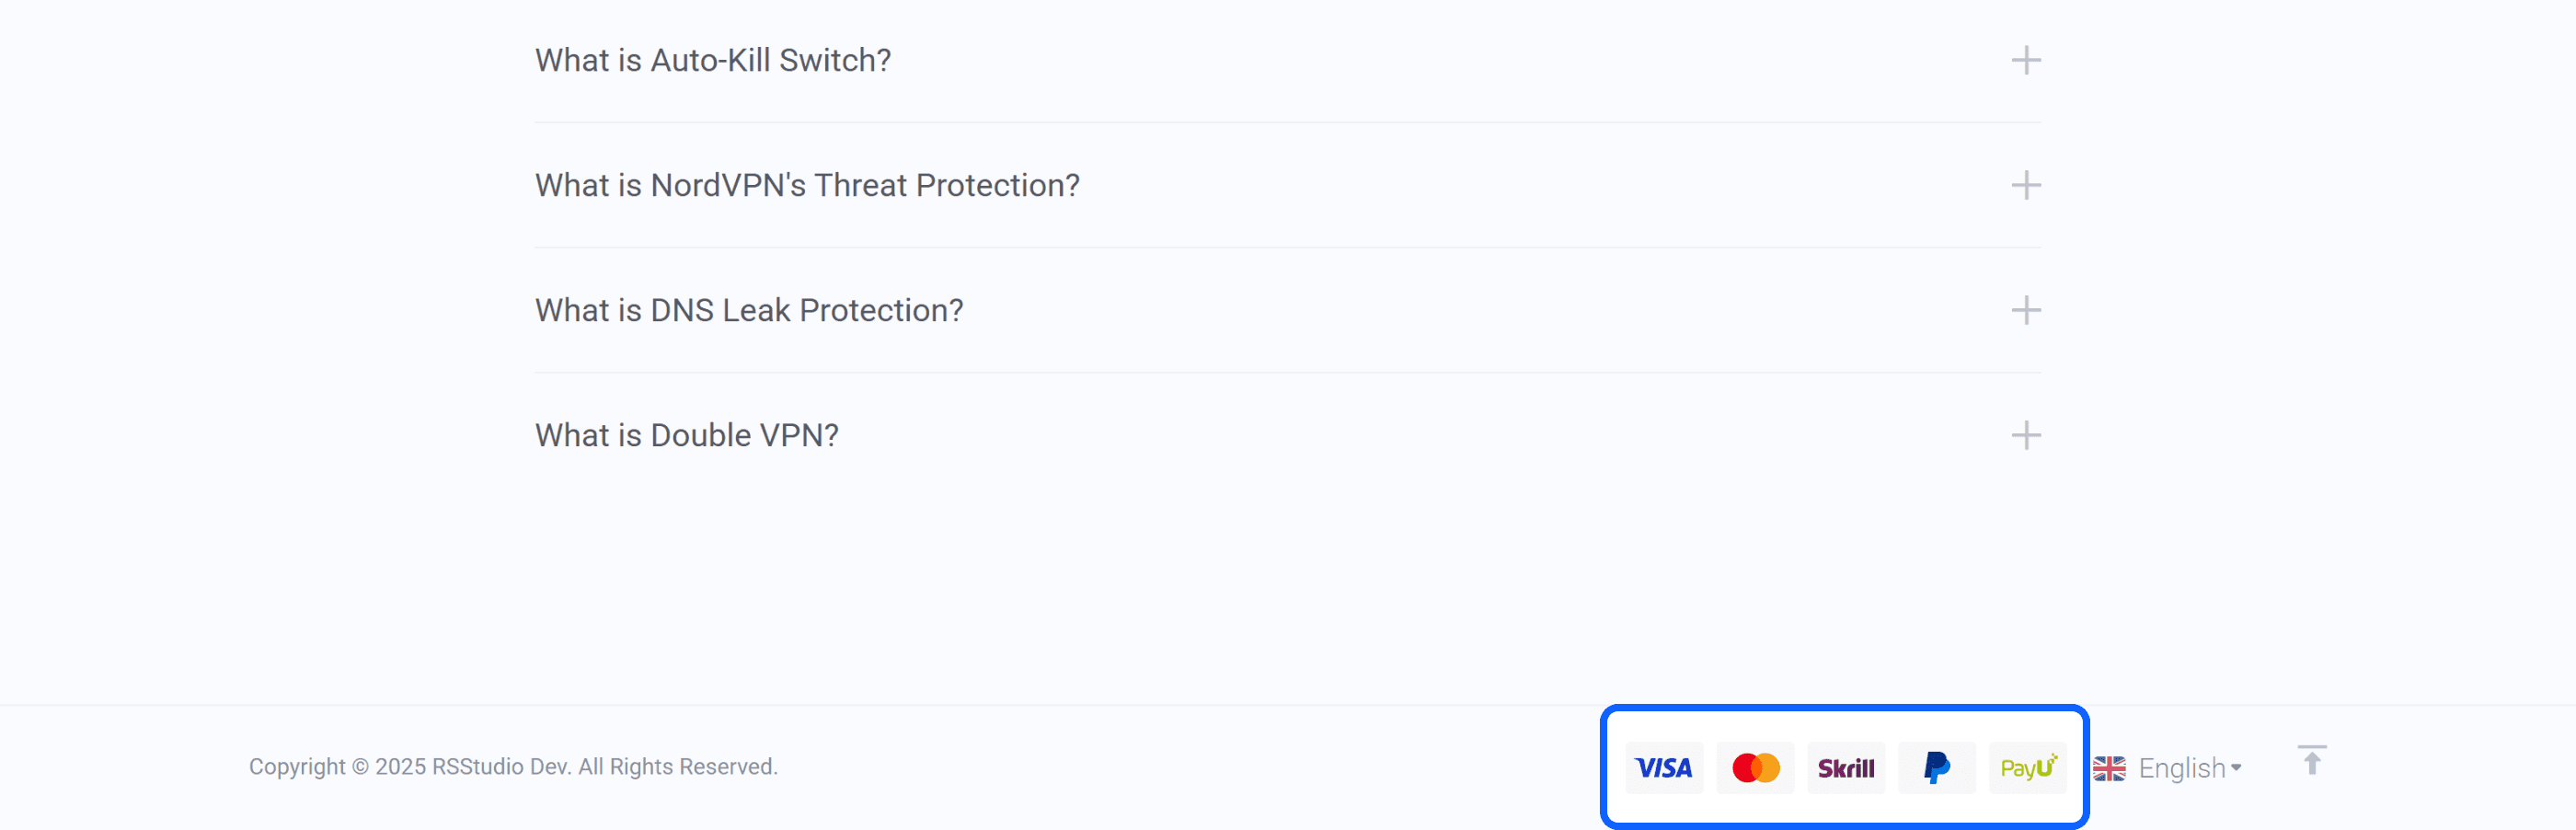 What is Auto-Kill Switch?
What is NordVPN's Threat Protection?
What is DNS Leak Protection?
What is Double VPN?
Copyright © 2025 RSStudio Dev. All Rights Reserved.
VISA
Skrill
PayU
English